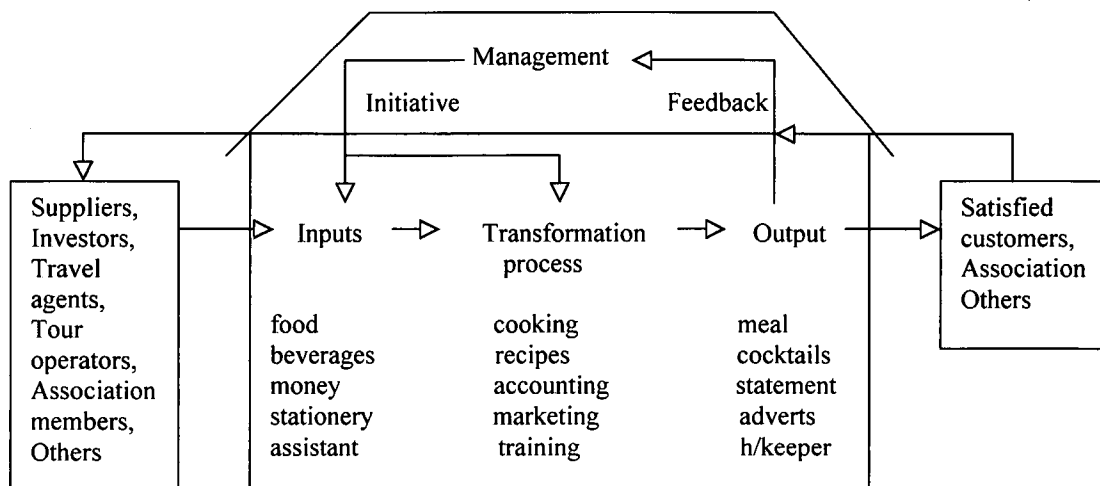 Management
Initiative
Feedback
Suppliers,
Investors,
Travel
agents,
Tour
operators,
Association
members,
Others
Inputs
Transformation
process
Output
food
beverages
money
stationery
assistant
cooking
recipes
accounting
marketing
training
meal
cocktails
statement
adverts
h/keeper
Satisfied
customers,
Association
Others